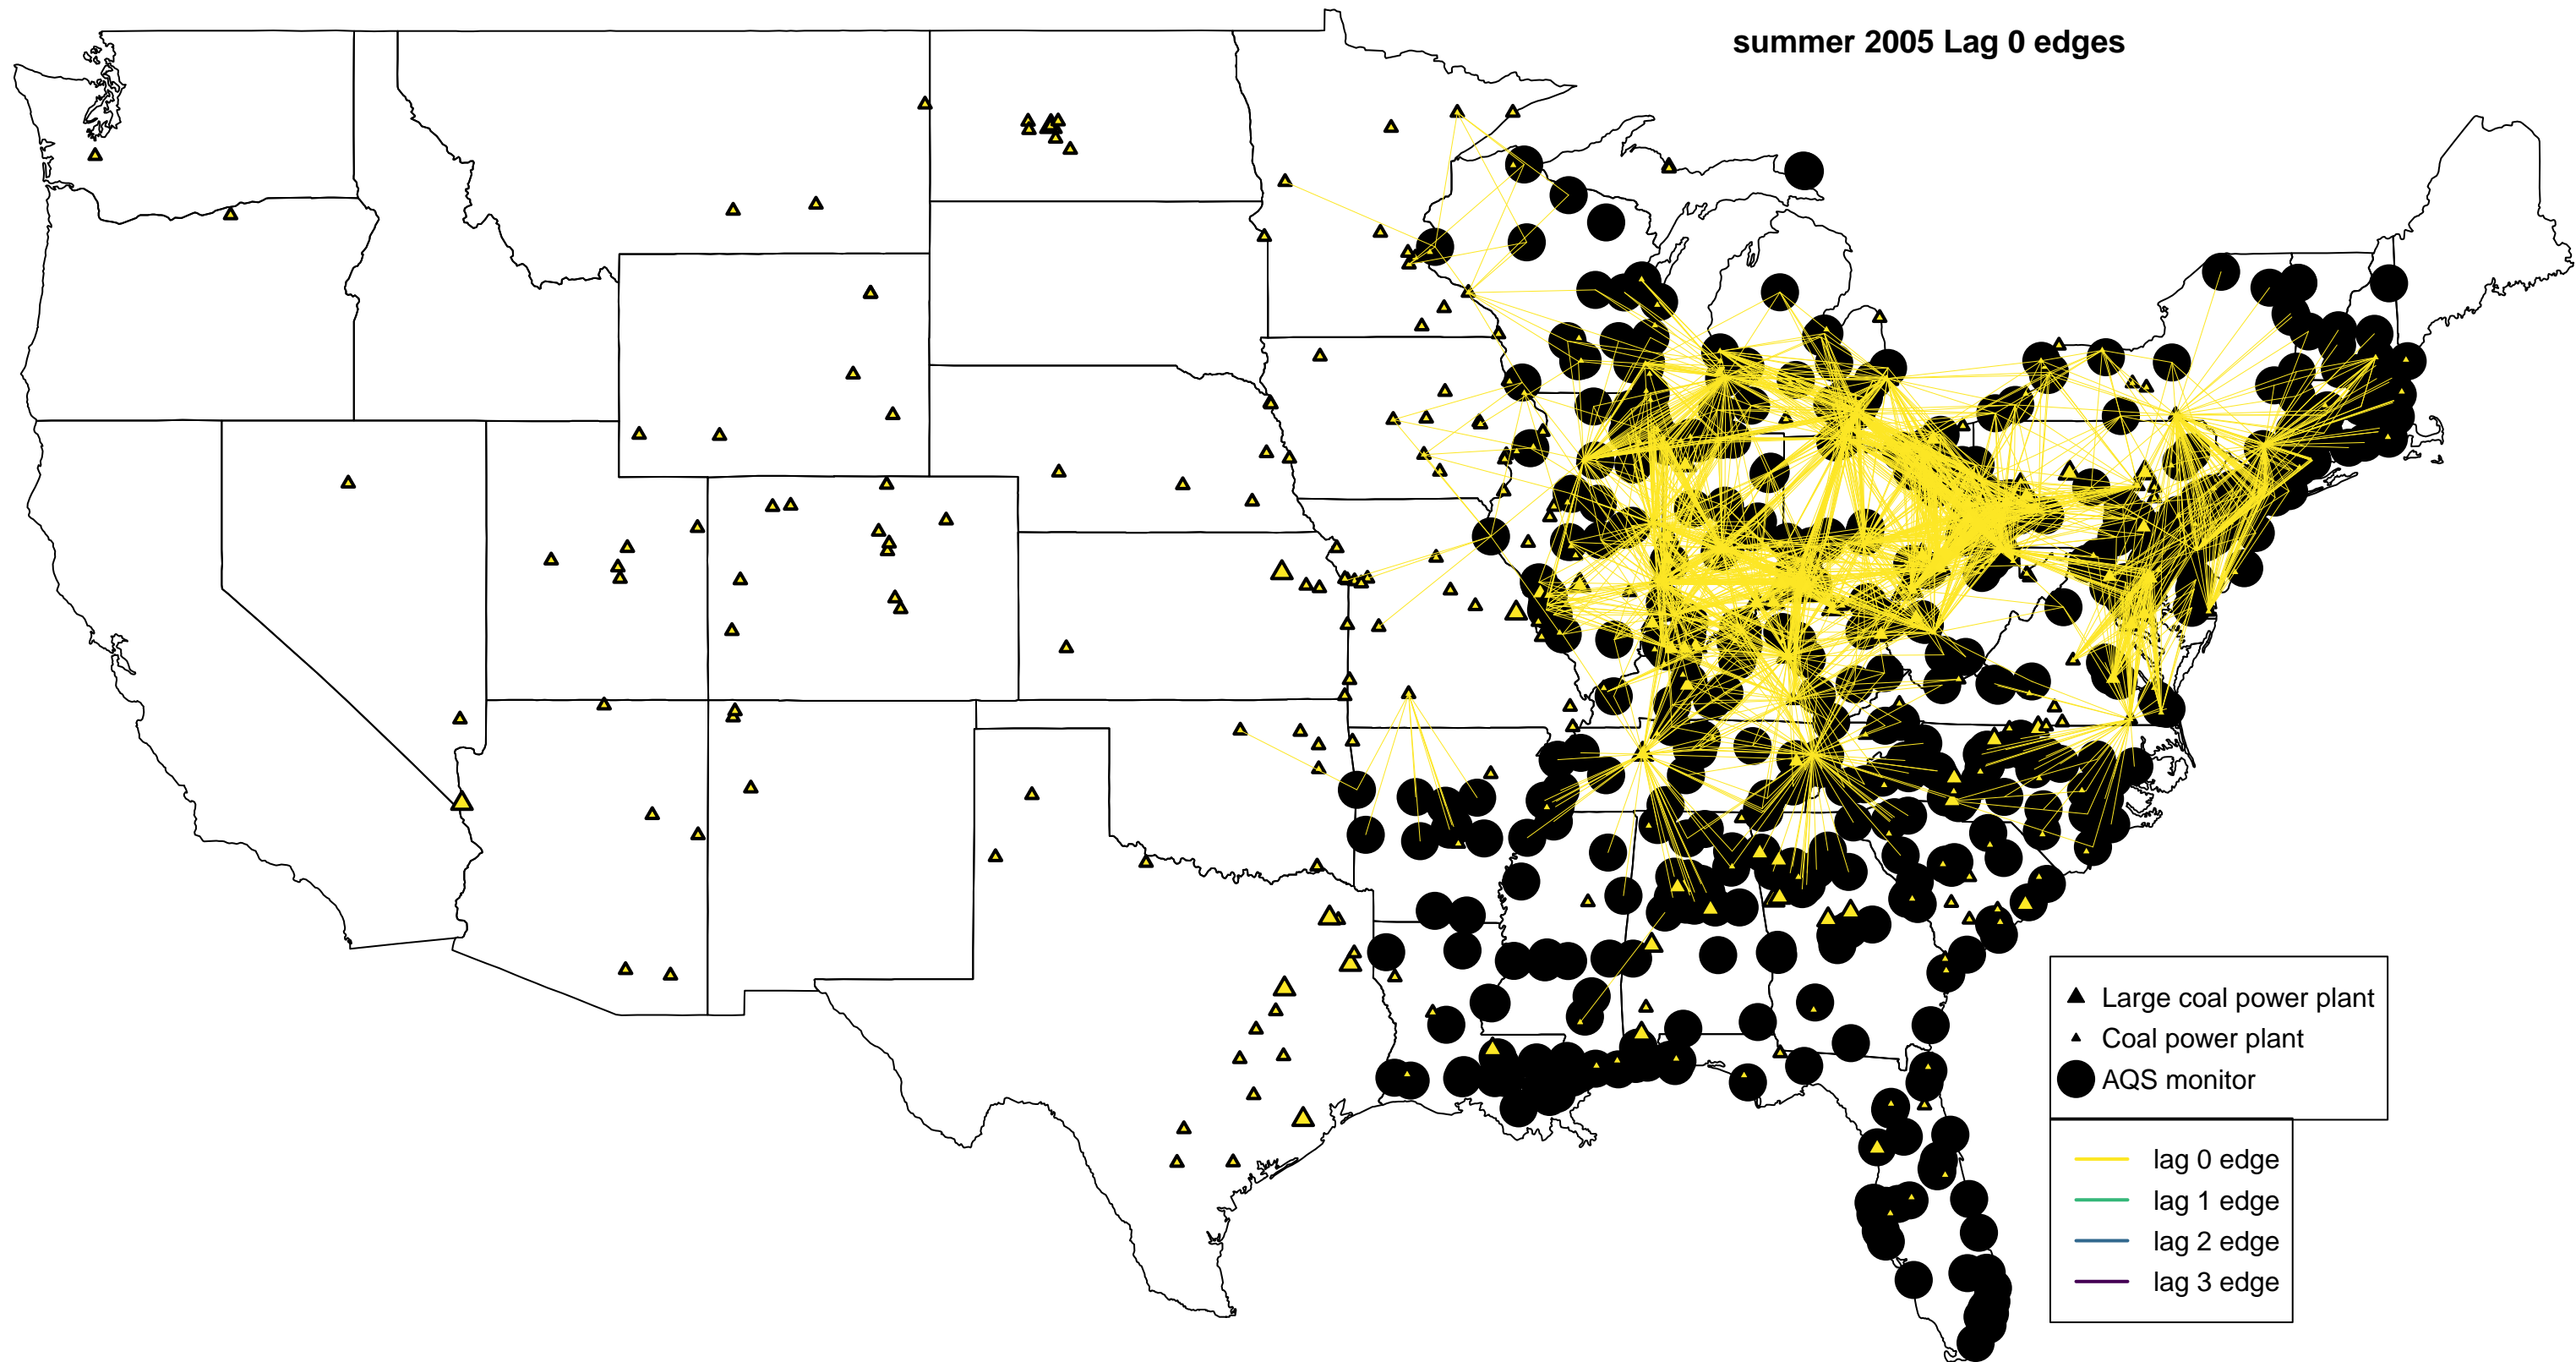 summer 2005 Lag 0 edges
Large coal power plant
Coal power plant
AQS monitor
lag 0 edge
lag 1 edge
lag 2 edge
lag 3 edge